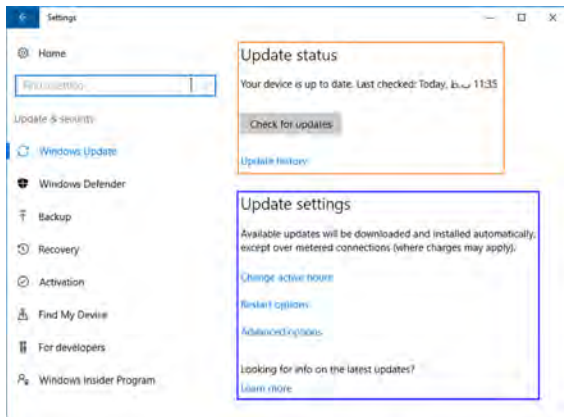 Settings
Home
Find a setting
Update & security
Windows Update
Windows Defender
Backup
Recovery
Activation
Find My Device
For developers
Windows Insider Program
Update status
Your device is up to date. Last checked: Today, ب.ظ 11:35
Check for updates
Update history
Update settings
Available updates will be downloaded and installed automatically,
except over metered connections (where charges may apply).
Change active hours
Restart options
Advanced options
Looking for info on the latest updates?
Learn more